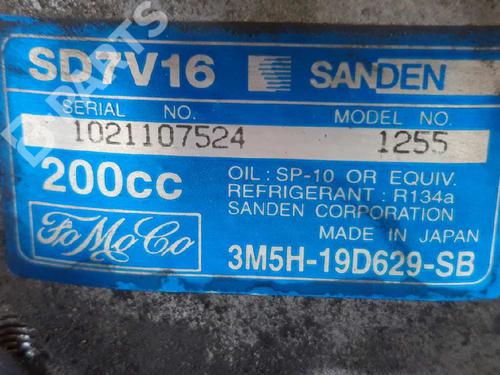 SD7V16 SANDEN
SERIAL NO. MODEL NO.
1021107524 1255
200cc
OIL : SP-10 OR EQUIV.
REFRIGERANT : R134a
SANDEN CORPORATION
MADE IN JAPAN
FoMoCo
3M5H-19D629-SB
B PARTS